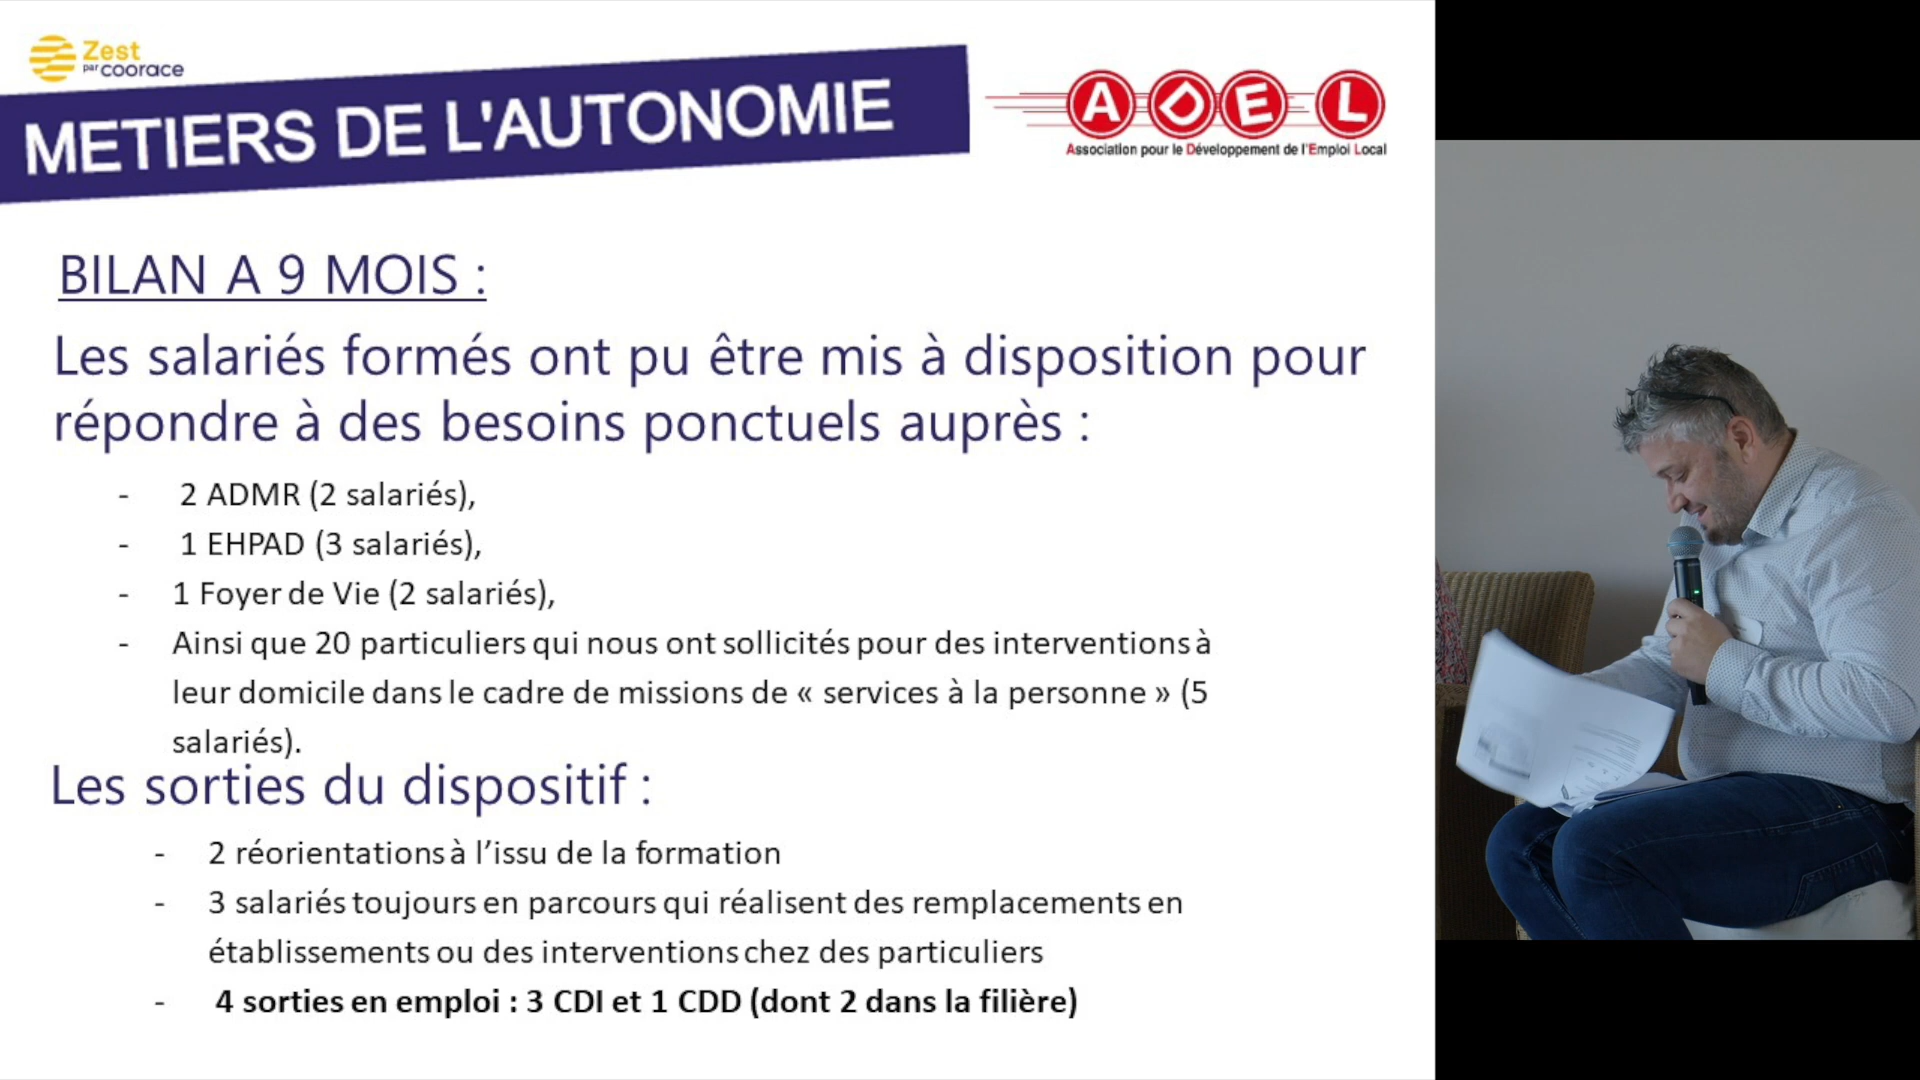 Zest
par coorace
METIERS DE L'AUTONOMIE
ADEL
Association pour le Développement de l'Emploi Local
BILAN A 9 MOIS :
Les salariés formés ont pu être mis à disposition pour
répondre à des besoins ponctuels auprès :
- 2 ADMR (2 salariés),
- 1 EHPAD (3 salariés),
- 1 Foyer de Vie (2 salariés),
- Ainsi que 20 particuliers qui nous ont sollicités pour des interventions à
leur domicile dans le cadre de missions de « services à la personne » (5
salariés).
Les sorties du dispositif :
- 2 réorientations à l’issu de la formation
- 3 salariés toujours en parcours qui réalisent des remplacements en
établissements ou des interventions chez des particuliers
- 4 sorties en emploi : 3 CDI et 1 CDD (dont 2 dans la filière)